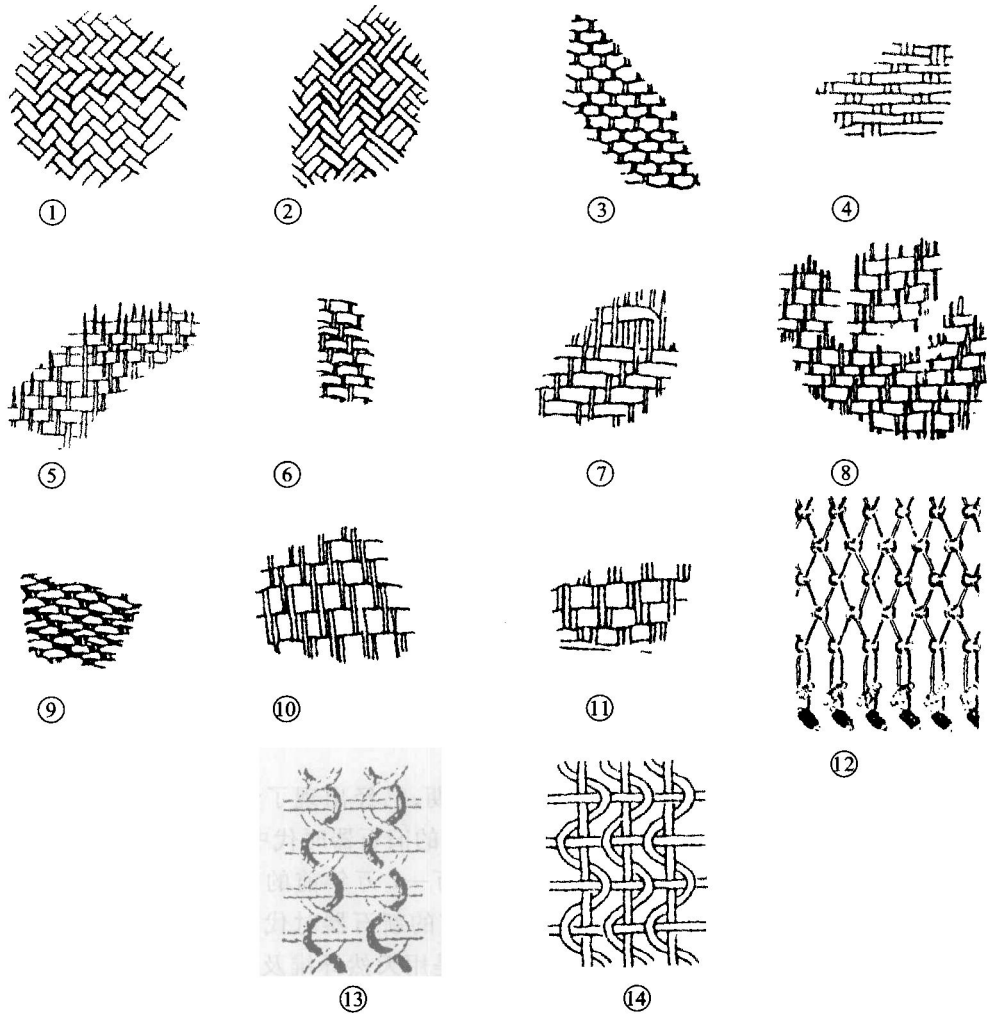 ① ② ③ ④
⑤ ⑥ ⑦ ⑧
⑨ ⑩ ⑪ ⑫
⑬ ⑭